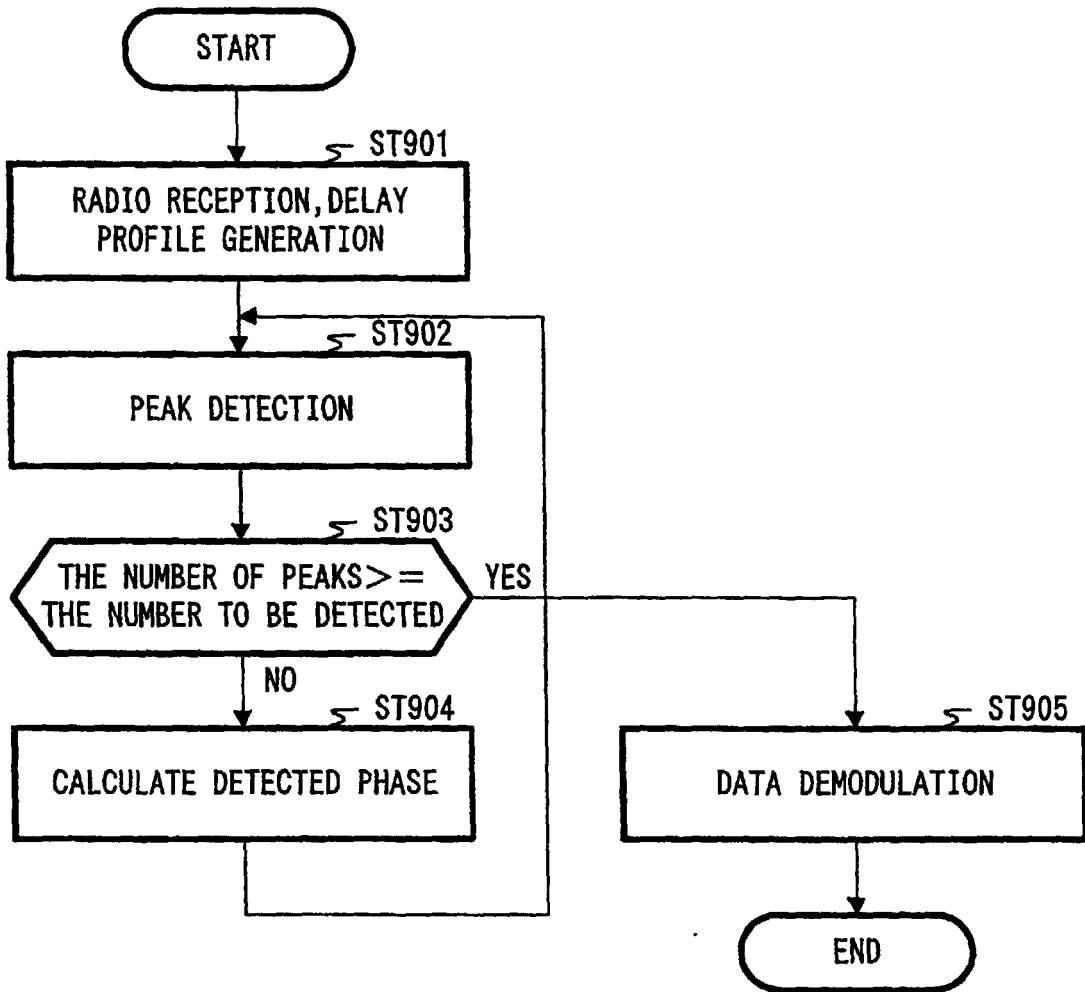 START
ST901
RADIO RECEPTION,DELAY
PROFILE GENERATION
ST902
PEAK DETECTION
ST903
THE NUMBER OF PEAKS>=
THE NUMBER TO BE DETECTED
YES
NO
ST904
CALCULATE DETECTED PHASE
ST905
DATA DEMODULATION
END